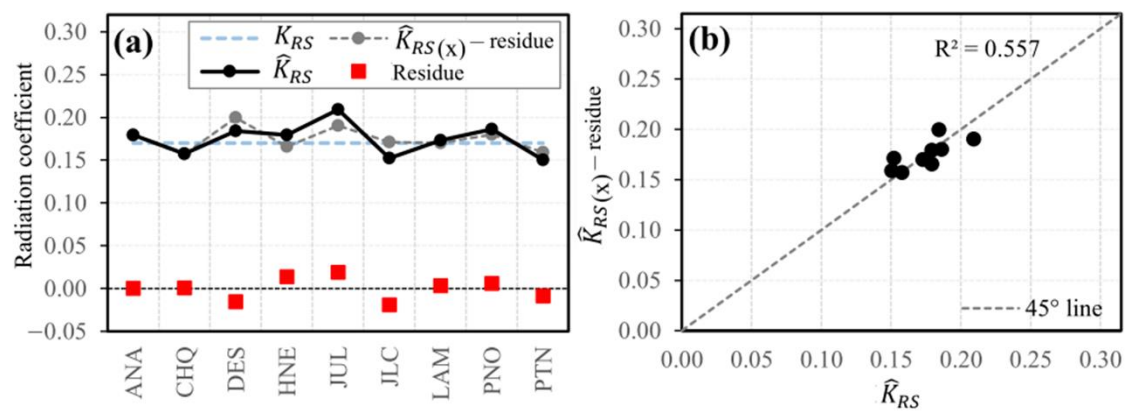 (a)
K_RS
K̂_RS(x) − residue
K̂_RS
Residue
Radiation coefficient
0.30
0.25
0.20
0.15
0.10
0.05
0.00
−0.05
ANA
CHQ
DES
HNE
JUL
JLC
LAM
PNO
PTN
(b)
R² = 0.557
K̂_RS(x) − residue
0.30
0.25
0.20
0.15
0.10
0.05
0.00
45° line
0.00 0.05 0.10 0.15 0.20 0.25 0.30
K̂_RS